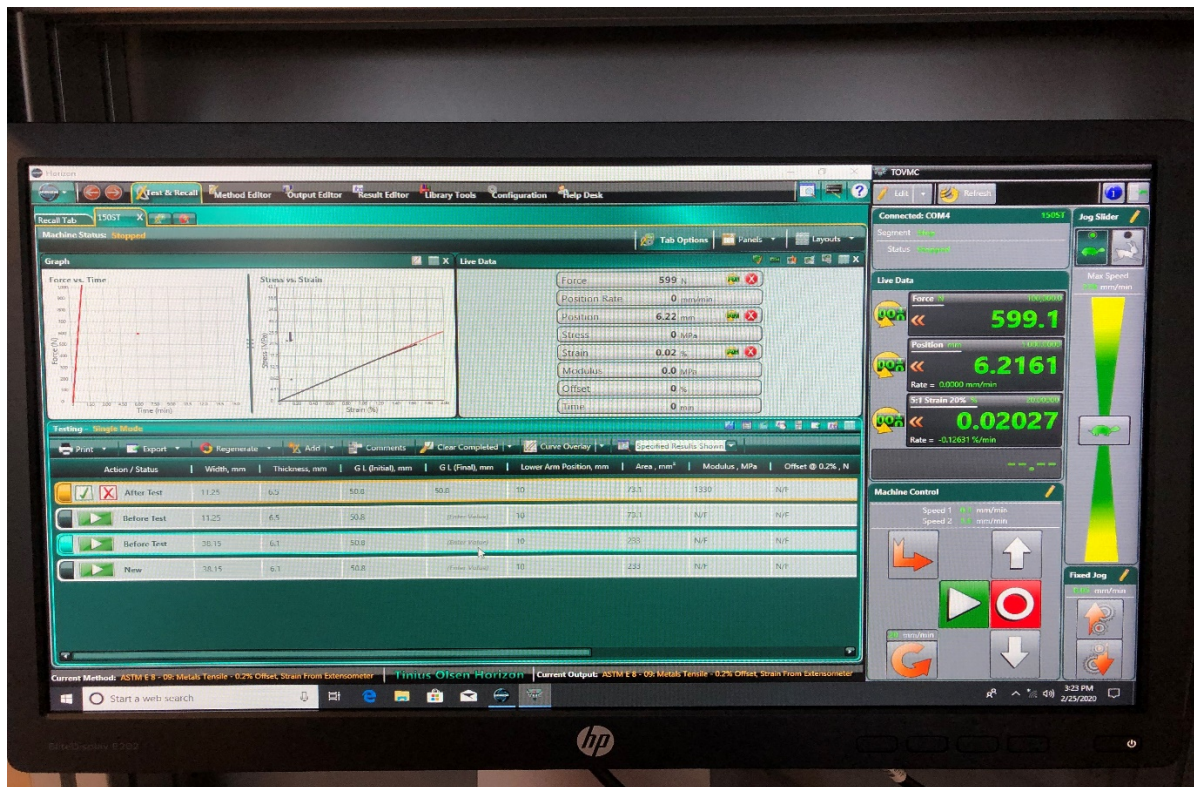 Horizon
TOVMC
Test & Recall Method Editor Output Editor Result Editor Library Tools Configuration Help Desk
Edit Refresh
Recall Tab 150ST X
Machine Status: Stopped
Tab Options Panels Layouts
Connected: COM4 150ST
Jog Slider
Segment
Status
Graph
Live Data
Max Speed
mm/min
Force vs. Time
Stress vs. Strain
Force (N)
Time (min)
Stress (MPa)
Strain (%)
Force 599 N
Position Rate 0 mm/min
Position 6.22 mm
Stress 0 MPa
Strain 0.02 %
Modulus 0.0 MPa
Offset 0 %
Time 0 min
Live Data
Force N
599.1
Position mm
6.2161
Rate = 0.0000 mm/min
5:1 Strain 20% %
0.02027
Rate = -0.12631 %/min
--.--
Testing - Single Mode
Print Export Regenerate Add Comments Clear Completed Curve Overlay Specified Results Shown
Action / Status Width, mm Thickness, mm G L (Initial), mm G L (Final), mm Lower Arm Position, mm Area, mm² Modulus, MPa Offset @ 0.2%, N
After Test 11.25 6.5 50.8 50.8 10 73.1 1330 N/F
Before Test 11.25 6.5 50.8 (Enter Value) 10 73.1 N/F N/F
Before Test 38.15 6.1 50.8 (Enter Value) 10 233 N/F N/F
New 38.15 6.1 50.8 (Enter Value) 10 233 N/F N/F
Machine Control
Speed 1 mm/min
Speed 2 mm/min
mm/min
Fixed Jog
mm/min
Current Method: ASTM E 8 - 09: Metals Tensile - 0.2% Offset, Strain From Extensometer
Tinius Olsen Horizon
Current Output: ASTM E 8 - 09: Metals Tensile - 0.2% Offset, Strain From Extensometer
Start a web search
3:23 PM
2/25/2020
hp
EliteDisplay